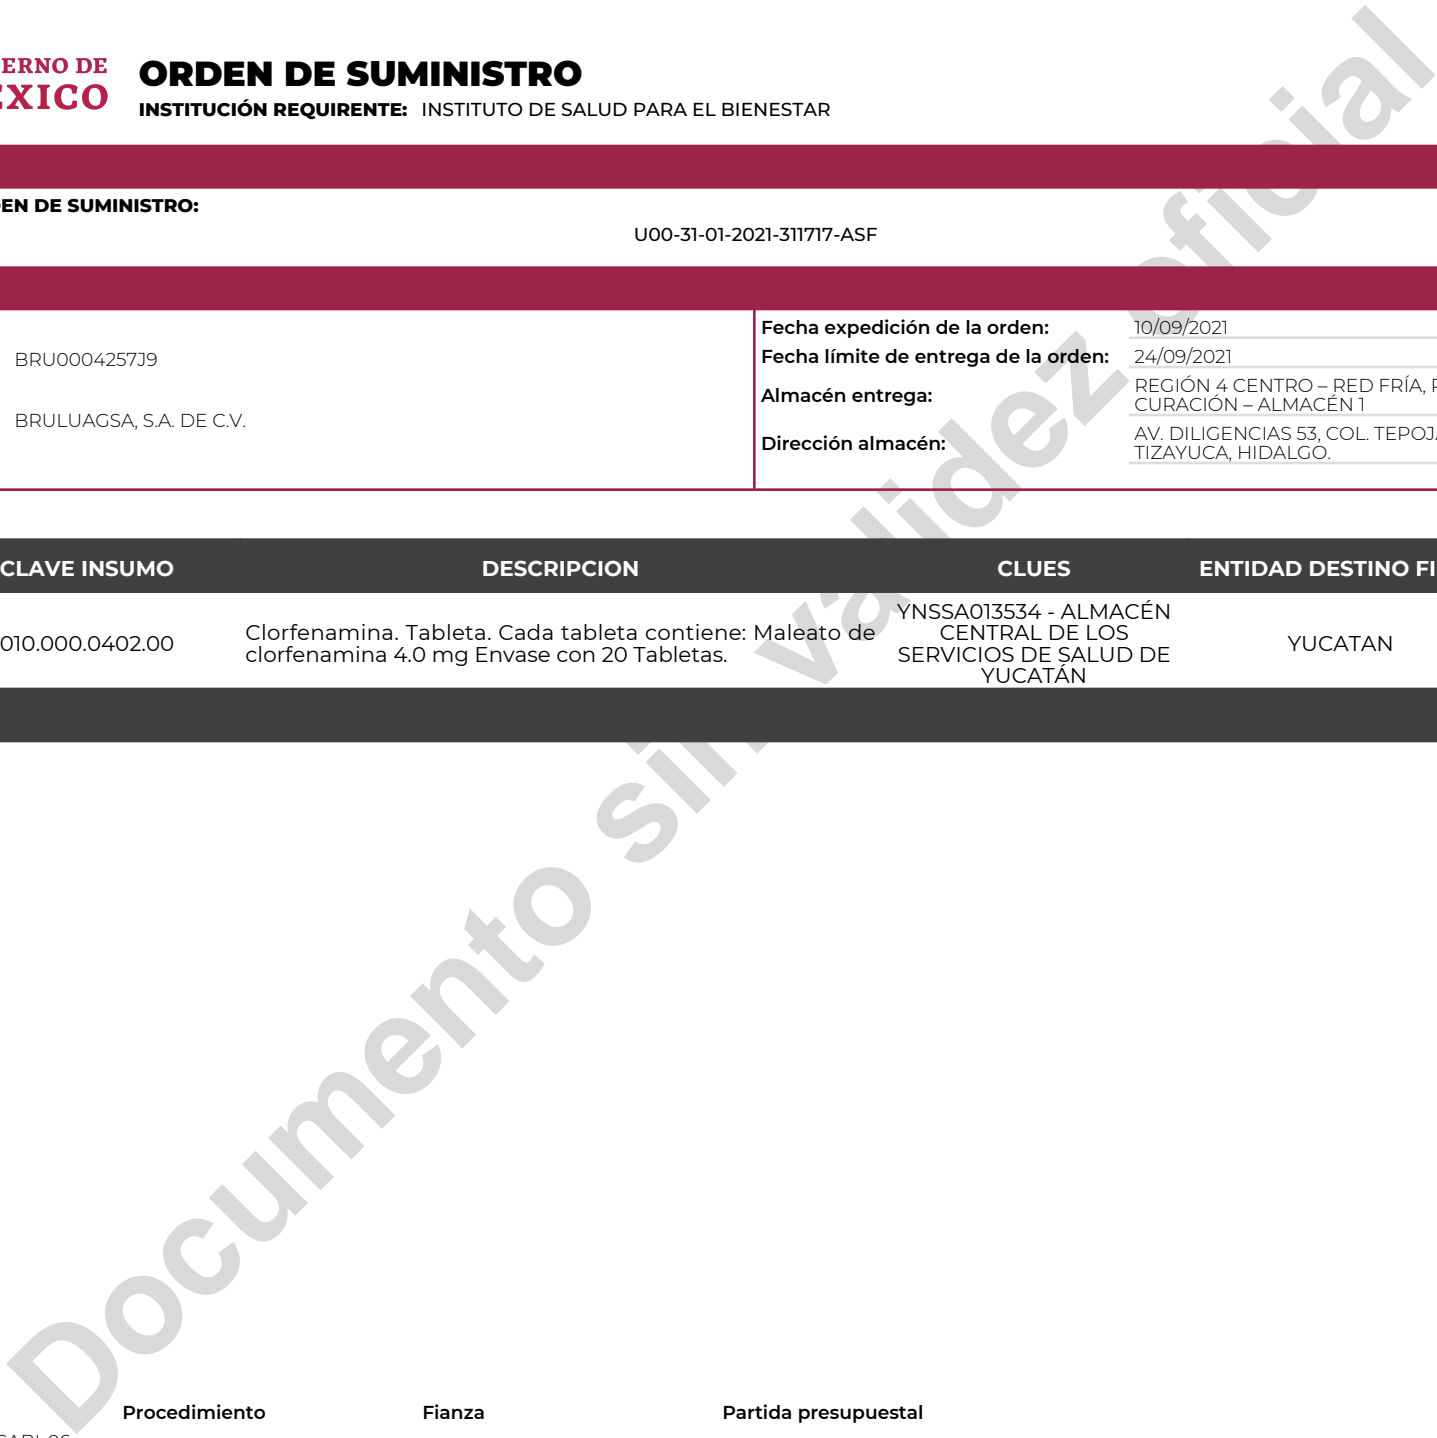 ERNO DE
ÉXICO
ORDEN DE SUMINISTRO
INSTITUCIÓN REQUIRENTE: INSTITUTO DE SALUD PARA EL BIENESTAR
EN DE SUMINISTRO:
U00-31-01-2021-311717-ASF
BRU0004257J9
BRULUAGSA, S.A. DE C.V.
Fecha expedición de la orden: 10/09/2021
Fecha límite de entrega de la orden: 24/09/2021
Almacén entrega: REGIÓN 4 CENTRO – RED FRÍA,
CURACIÓN – ALMACÉN 1
Dirección almacén: AV. DILIGENCIAS 53, COL. TEPOJ
TIZAYUCA, HIDALGO.
CLAVE INSUMO DESCRIPCION CLUES ENTIDAD DESTINO FI
010.000.0402.00
Clorfenamina. Tableta. Cada tableta contiene: Maleato de
clorfenamina 4.0 mg Envase con 20 Tabletas.
YNSSA013534 - ALMACÉN
CENTRAL DE LOS
SERVICIOS DE SALUD DE
YUCATÁN
YUCATAN
Documento sin validez oficial
Procedimiento Fianza Partida presupuestal